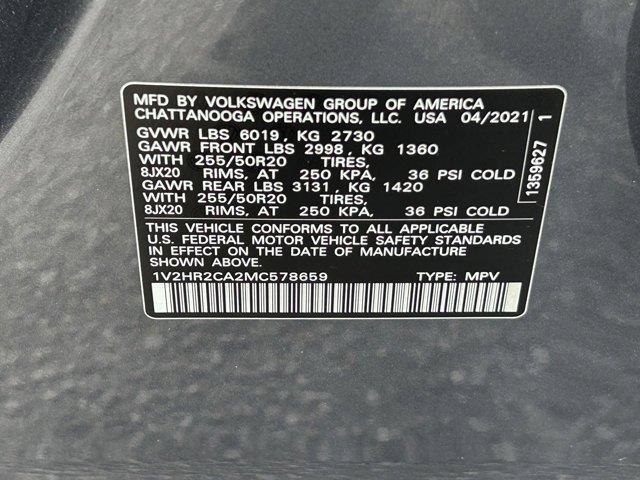 MFD BY VOLKSWAGEN GROUP OF AMERICA
CHATTANOOGA OPERATIONS, LLC. USA 04/2021
GVWR LBS 6019, KG 2730
GAWR FRONT LBS 2998, KG 1360
WITH 255/50R20 TIRES,
8JX20 RIMS, AT 250 KPA, 36 PSI COLD
GAWR REAR LBS 3131, KG 1420
WITH 255/50R20 TIRES,
8JX20 RIMS, AT 250 KPA, 36 PSI COLD
THIS VEHICLE CONFORMS TO ALL APPLICABLE
U.S. FEDERAL MOTOR VEHICLE SAFETY STANDARDS
IN EFFECT ON THE DATE OF MANUFACTURE
SHOWN ABOVE.
1V2HR2CA2MC578659 TYPE: MPV
1359627 1